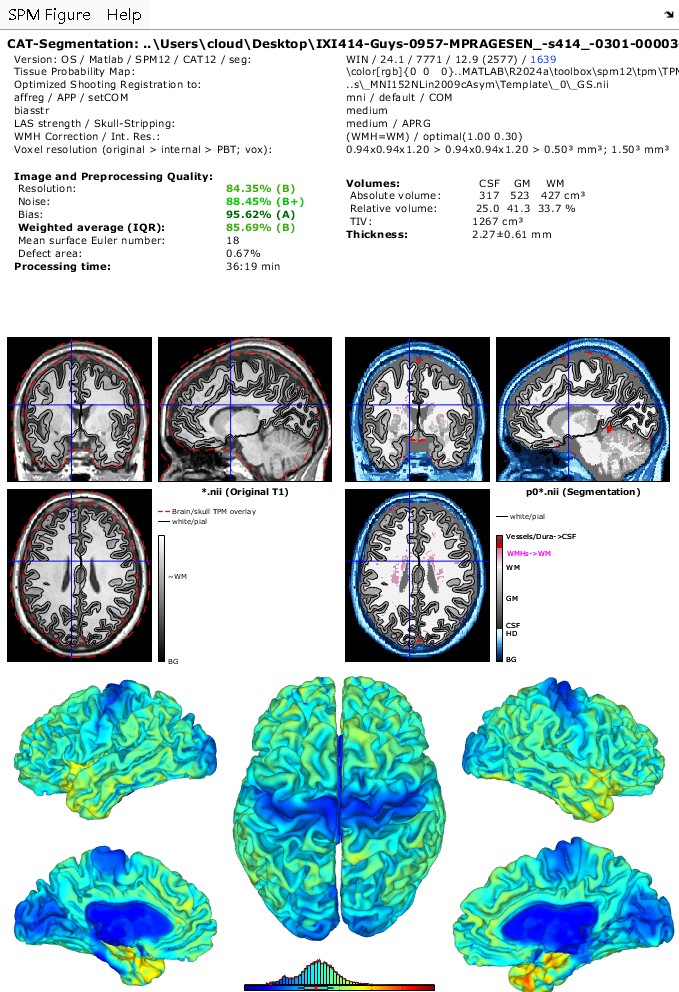 SPM Figure Help
CAT-Segmentation: ..\Users\cloud\Desktop\IXI414-Guys-0957-MPRAGESEN_-s414_-0301-00003
Version: OS / Matlab / SPM12 / CAT12 / seg: WIN / 24.1 / 7771 / 12.9 (2577) / 1639
Tissue Probability Map: \color[rgb]{0 0 0}..MATLAB\R2024a\toolbox\spm12\tpm\TPM
Optimized Shooting Registration to: ..s\_MNI152NLin2009cAsym\Template\_0\_GS.nii
affreg / APP / setCOM mni / default / COM
biasstr medium
LAS strength / Skull-Stripping: medium / APRG
WMH Correction / Int. Res.: (WMH=WM) / optimal(1.00 0.30)
Voxel resolution (original > internal > PBT; vox): 0.94x0.94x1.20 > 0.94x0.94x1.20 > 0.50³ mm³; 1.50³ mm³
Image and Preprocessing Quality:
Resolution: 84.35% (B)
Noise: 88.45% (B+)
Bias: 95.62% (A)
Weighted average (IQR): 85.69% (B)
Mean surface Euler number: 18
Defect area: 0.67%
Processing time: 36:19 min
Volumes: CSF GM WM
Absolute volume: 317 523 427 cm³
Relative volume: 25.0 41.3 33.7 %
TIV: 1267 cm³
Thickness: 2.27±0.61 mm
*.nii (Original T1)
Brain/skull TPM overlay
white/pial
~WM
BG
p0*.nii (Segmentation)
white/pial
Vessels/Dura->CSF
WMHs->WM
WM
GM
CSF
HD
BG